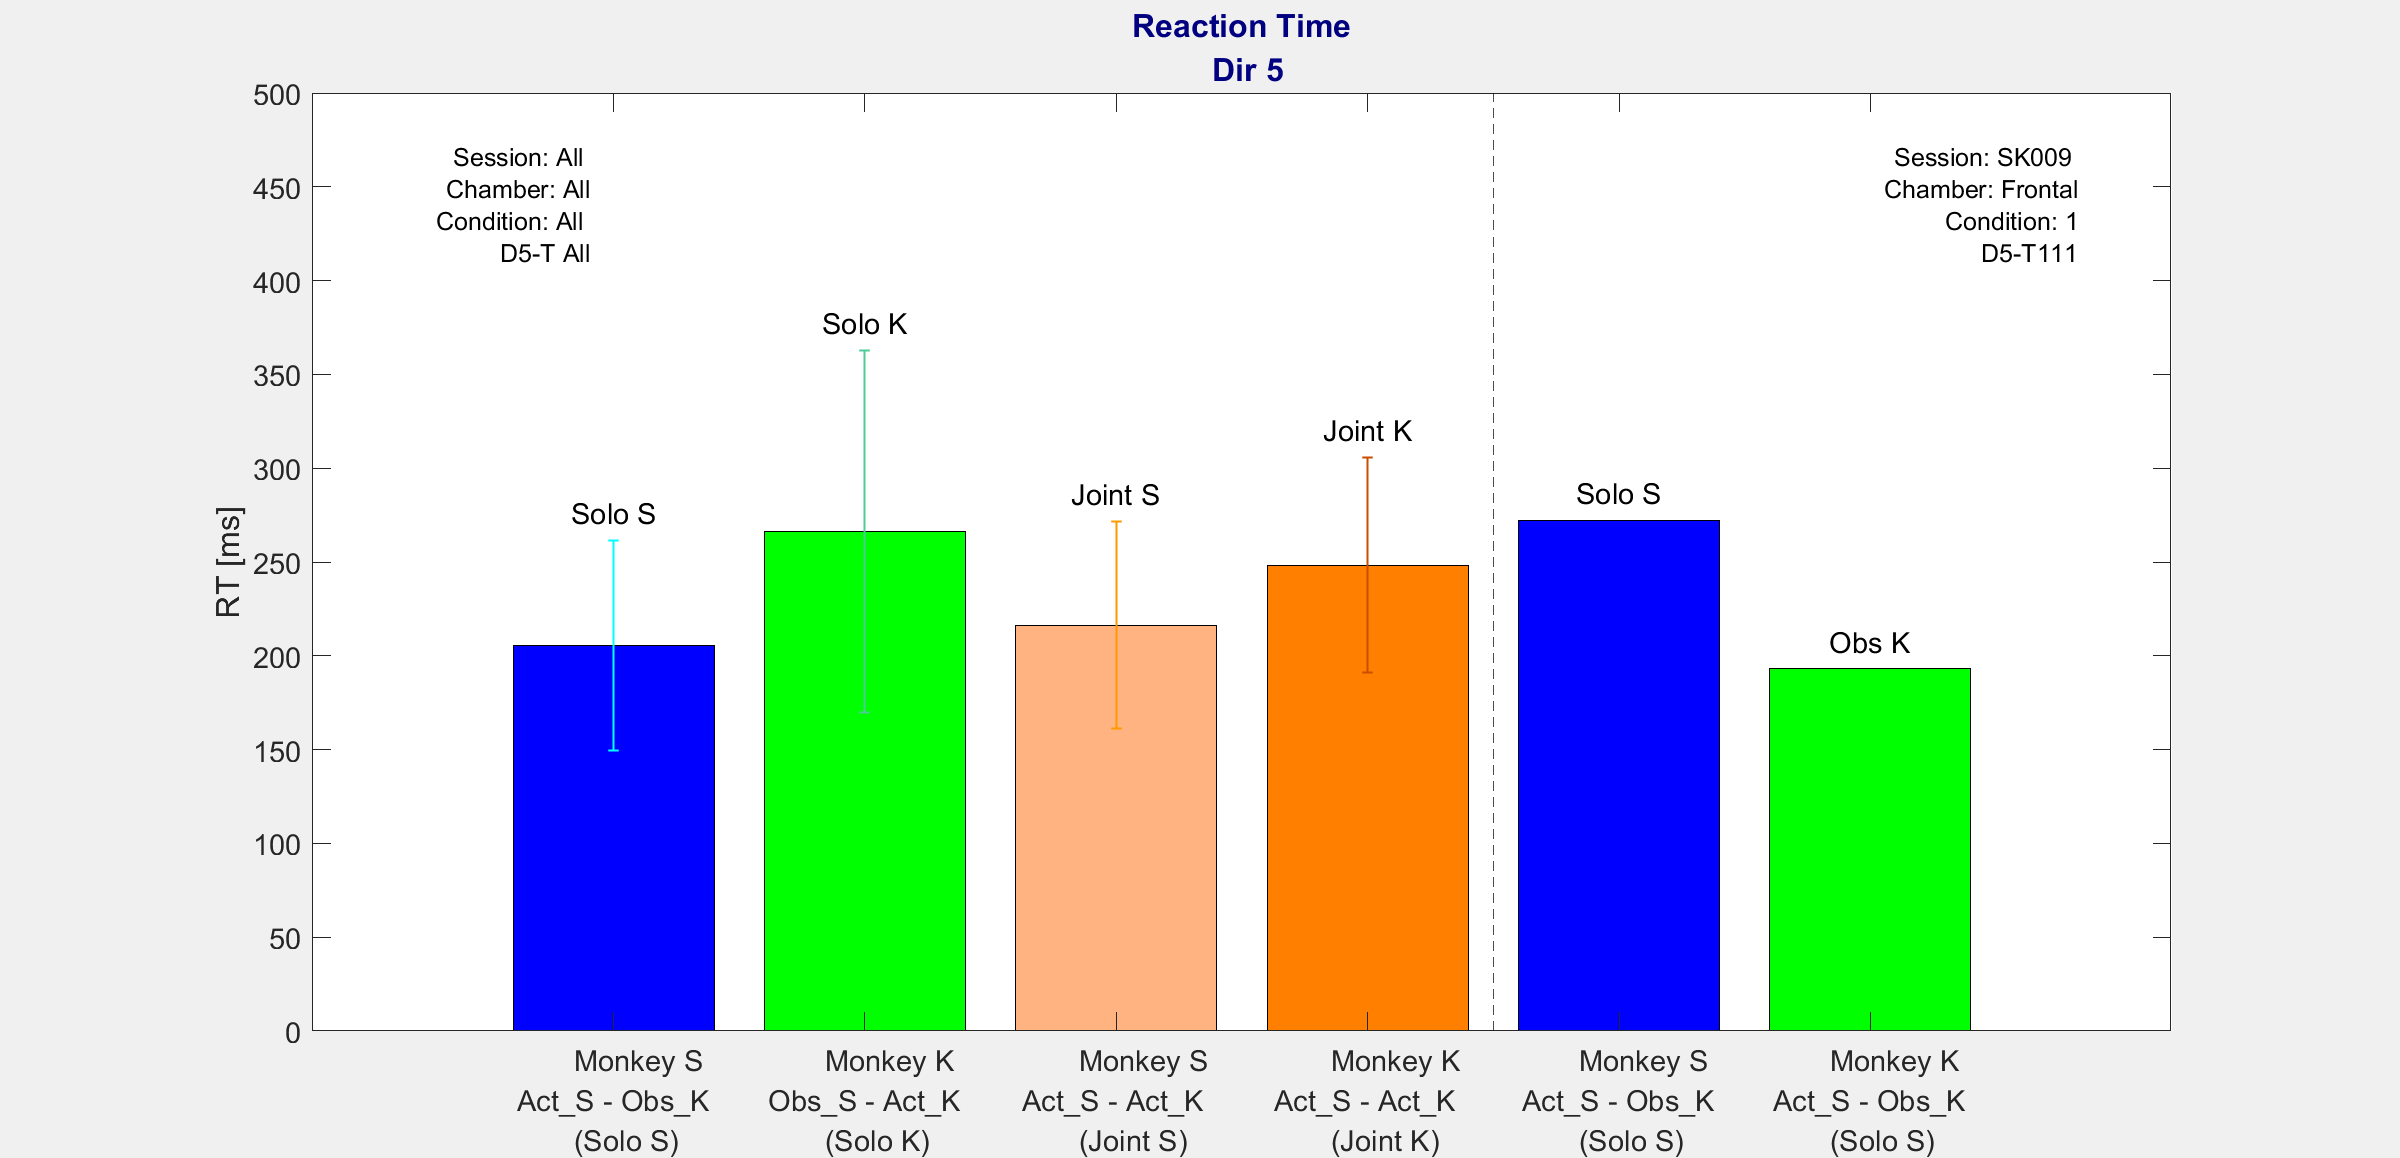 Reaction Time
Dir 5
500
450
400
350
300
250
200
150
100
50
0
RT [ms]
Session: All
Chamber: All
Condition: All
D5-T All
Session: SK009
Chamber: Frontal
Condition: 1
D5-T111
Solo S
Solo K
Joint S
Joint K
Solo S
Obs K
Monkey S
Act_S - Obs_K
(Solo S)
Monkey K
Obs_S - Act_K
(Solo K)
Monkey S
Act_S - Act_K
(Joint S)
Monkey K
Act_S - Act_K
(Joint K)
Monkey S
Act_S - Obs_K
(Solo S)
Monkey K
Act_S - Obs_K
(Solo S)